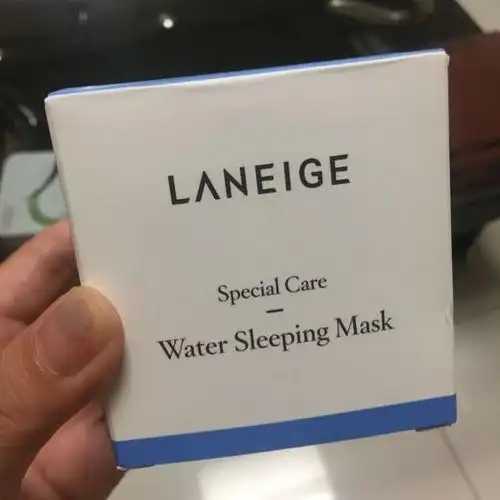 LANEIGE
Special Care
Water Sleeping Mask